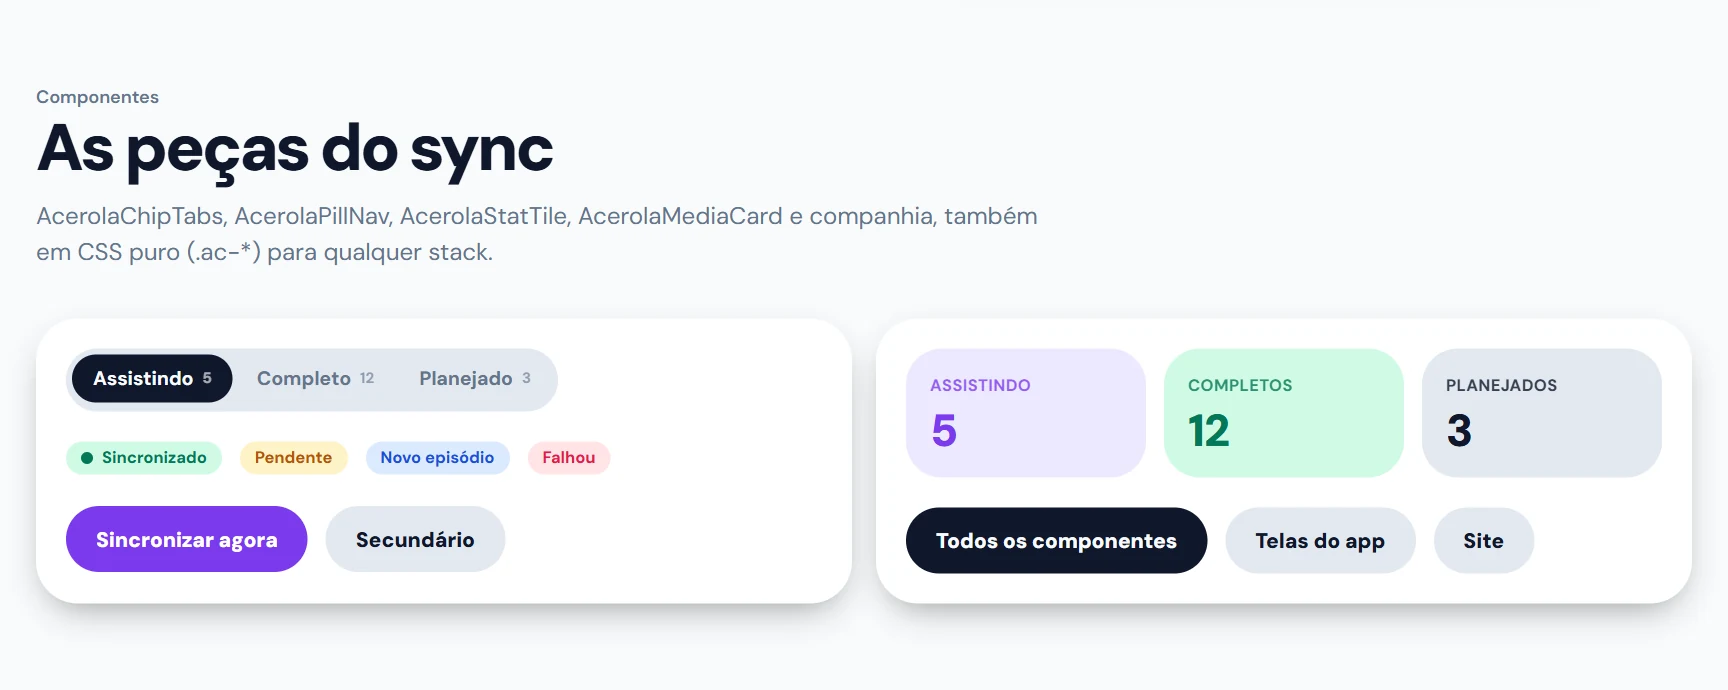 Componentes
As peças do sync
AcerolaChipTabs, AcerolaPillNav, AcerolaStatTile, AcerolaMediaCard e companhia, também
em CSS puro (.ac-*) para qualquer stack.
Assistindo 5 Completo 12 Planejado 3
Sincronizado Pendente Novo episódio Falhou
Sincronizar agora Secundário
ASSISTINDO COMPLETOS PLANEJADOS
5 12 3
Todos os componentes Telas do app Site